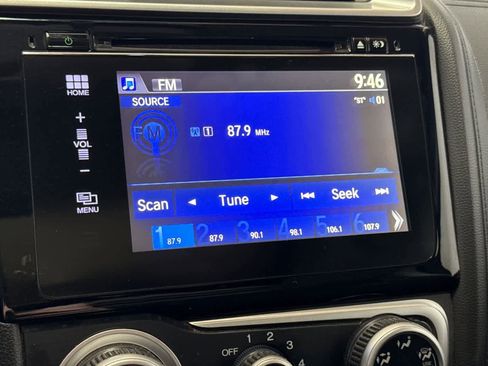 FM 9:46
HOME SOURCE "ST" 01
+ FM 1 87.9 MHz
VOL
−
MENU Scan ◄ Tune ► |◄◄ Seek ►►|
1 87.9 2 87.9 3 90.1 4 98.1 5 106.1 6 107.9
OFF 1 2 3 4